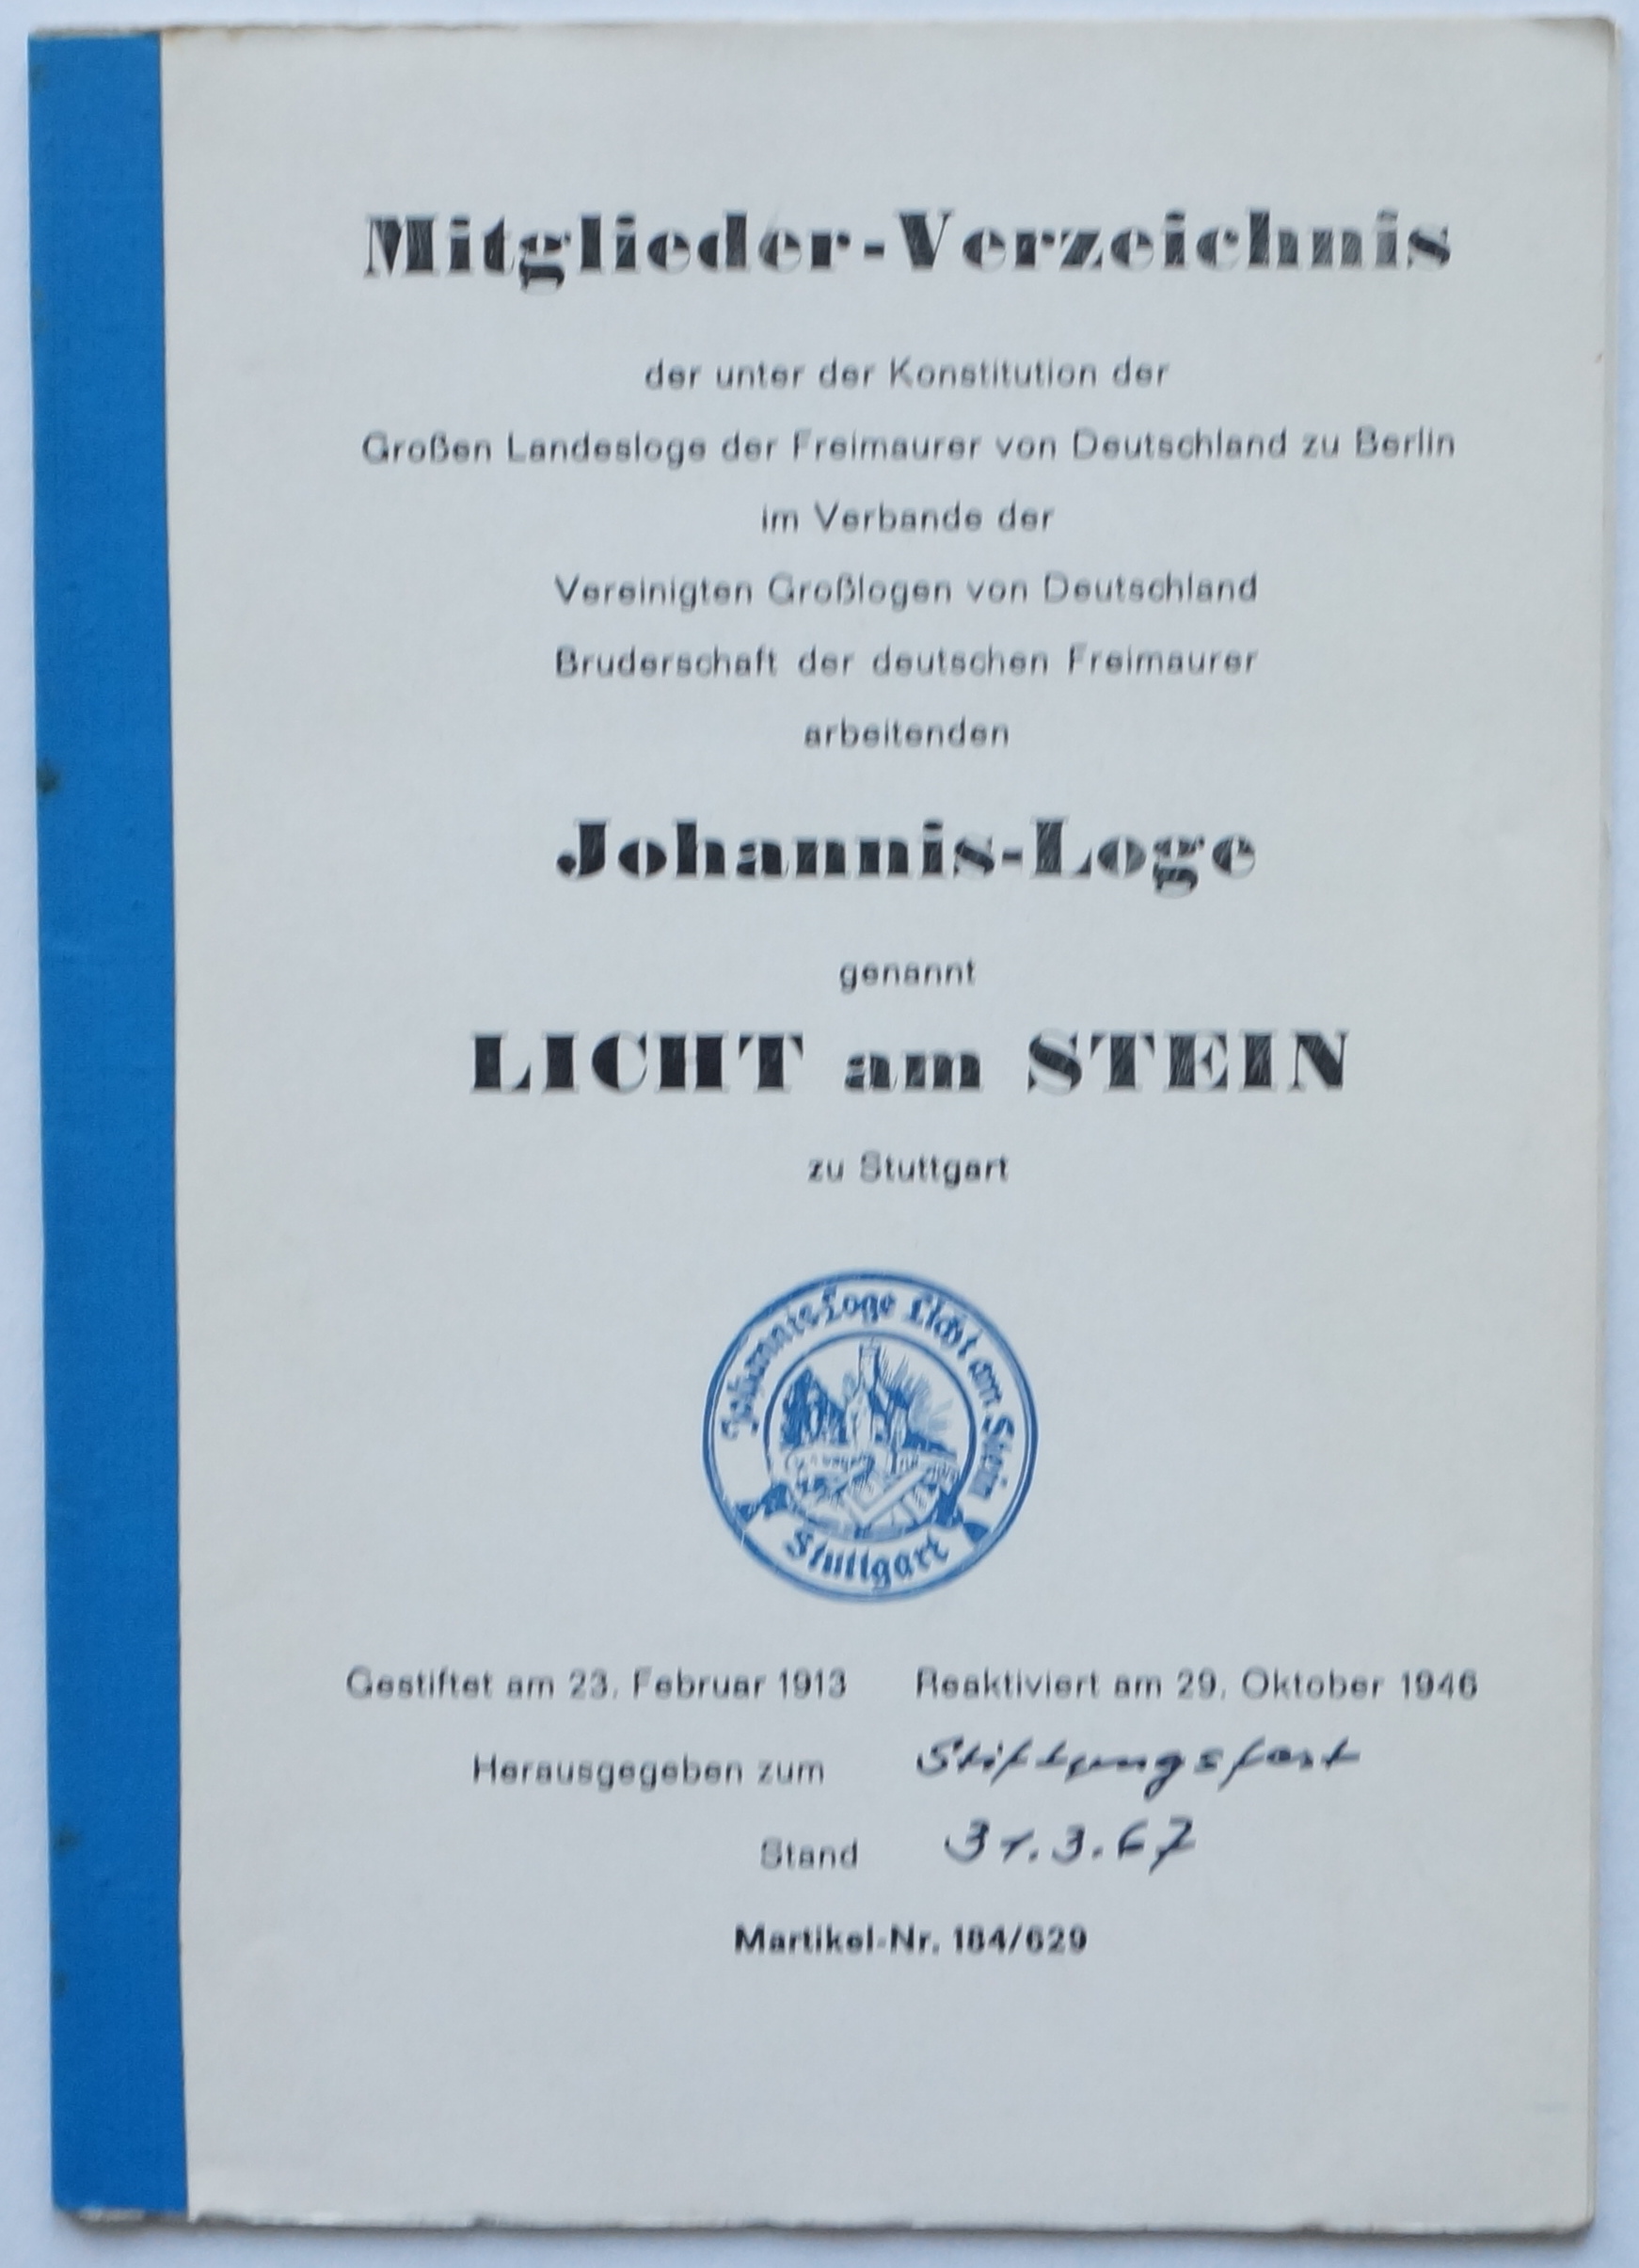 Mitglieder-Verzeichnis
der unter der Konstitution der
Großen Landesloge der Freimaurer von Deutschland zu Berlin
im Verbande der
Vereinigten Großlogen von Deutschland
Bruderschaft der deutschen Freimaurer
arbeitenden
Johannis-Loge
genannt
LICHT am STEIN
zu Stuttgart
Johannis-Loge Licht am Stein
Stuttgart
Gestiftet am 23. Februar 1913 Reaktiviert am 29. Oktober 1946
Herausgegeben zum Stiftungsfest
Stand 31.3.67
Martikel-Nr. 184/629